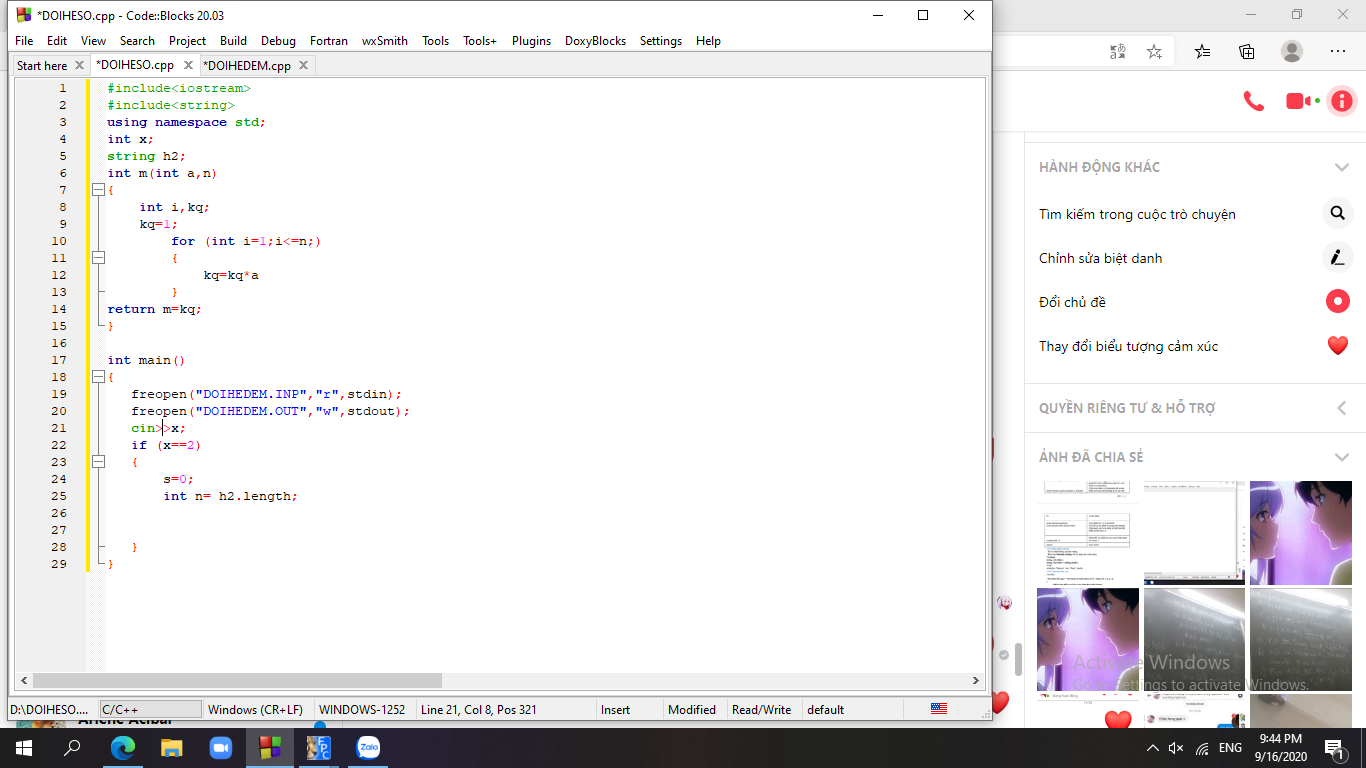 *DOIHESO.cpp - Code::Blocks 20.03
File Edit View Search Project Build Debug Fortran wxSmith Tools Tools+ Plugins DoxyBlocks Settings Help
Start here *DOIHESO.cpp *DOIHEDEM.cpp
1 #include<iostream>
2 #include<string>
3 using namespace std;
4 int x;
5 string h2;
6 int m(int a,n)
7 {
8 int i,kq;
9 kq=1;
10 for (int i=1;i<=n;)
11 {
12 kq=kq*a
13 }
14 return m=kq;
15 }
16
17 int main()
18 {
19 freopen("DOIHEDEM.INP","r",stdin);
20 freopen("DOIHEDEM.OUT","w",stdout);
21 cin>>x;
22 if (x==2)
23 {
24 s=0;
25 int n= h2.length;
26
27
28 }
29 }
D:\DOIHESO.... C/C++ Windows (CR+LF) WINDOWS-1252 Line 21, Col 8, Pos 321 Insert Modified Read/Write default
HÀNH ĐỘNG KHÁC
Tìm kiếm trong cuộc trò chuyện
Chỉnh sửa biệt danh
Đổi chủ đề
Thay đổi biểu tượng cảm xúc
QUYỀN RIÊNG TƯ & HỖ TRỢ
ẢNH ĐÃ CHIA SẺ
Activate Windows
Go to Settings to activate Windows.
Zalo
ENG
9:44 PM
9/16/2020
1